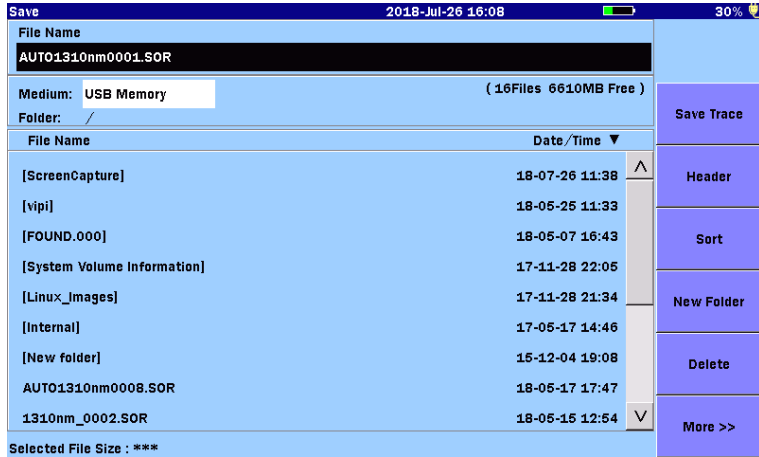 Save 2018-Jul-26 16:08 30%
File Name
AUTO1310nm0001.SOR
Medium: USB Memory ( 16Files 6610MB Free )
Folder: /
File Name Date/Time ▼
[ScreenCapture] 18-07-26 11:38
[vipi] 18-05-25 11:33
[FOUND.000] 18-05-07 16:43
[System Volume Information] 17-11-28 22:05
[Linux_Images] 17-11-28 21:34
[Internal] 17-05-17 14:46
[New folder] 15-12-04 19:08
AUTO1310nm0008.SOR 18-05-17 17:47
1310nm_0002.SOR 18-05-15 12:54
Selected File Size : ***
Save Trace
Header
Sort
New Folder
Delete
More >>